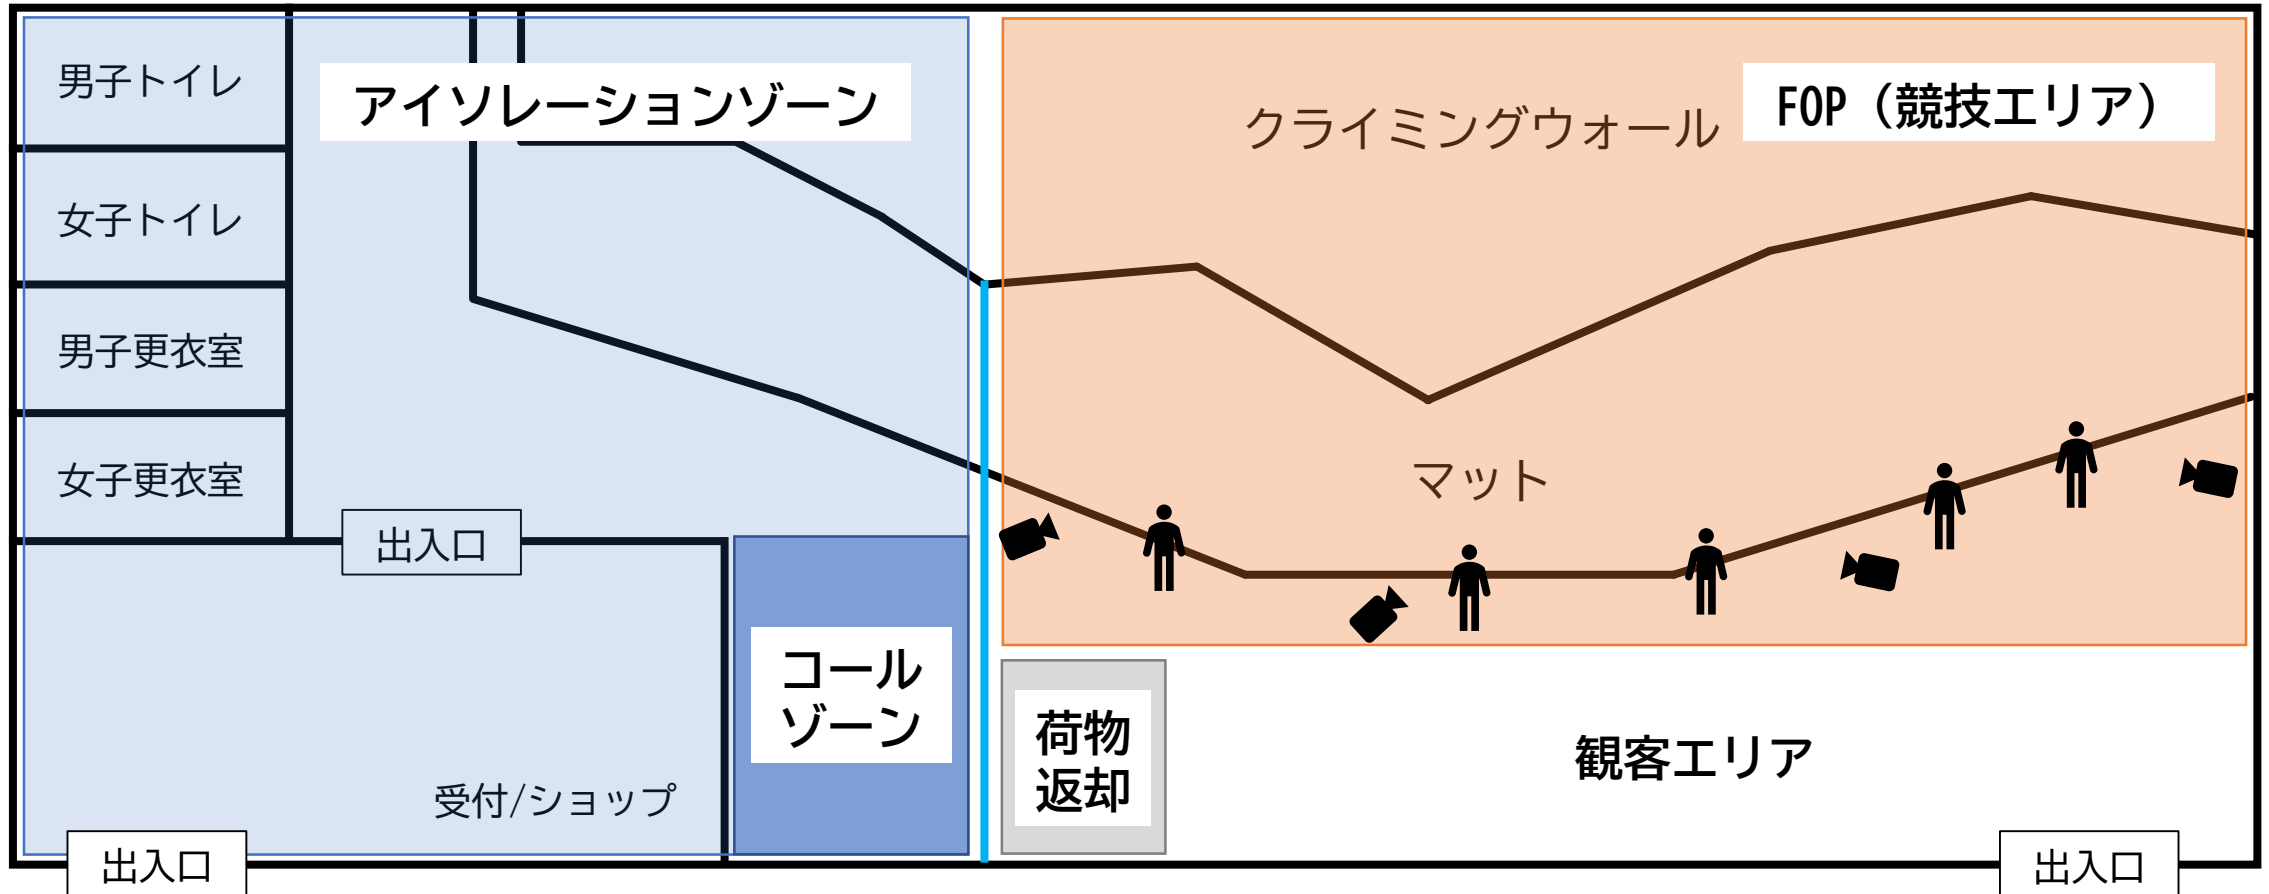 男子トイレ
アイソレーションゾーン
クライミングウォール
FOP（競技エリア）
女子トイレ
男子更衣室
女子更衣室
マット
出入口
コール
ゾーン
荷物
返却
観客エリア
受付/ショップ
出入口
出入口